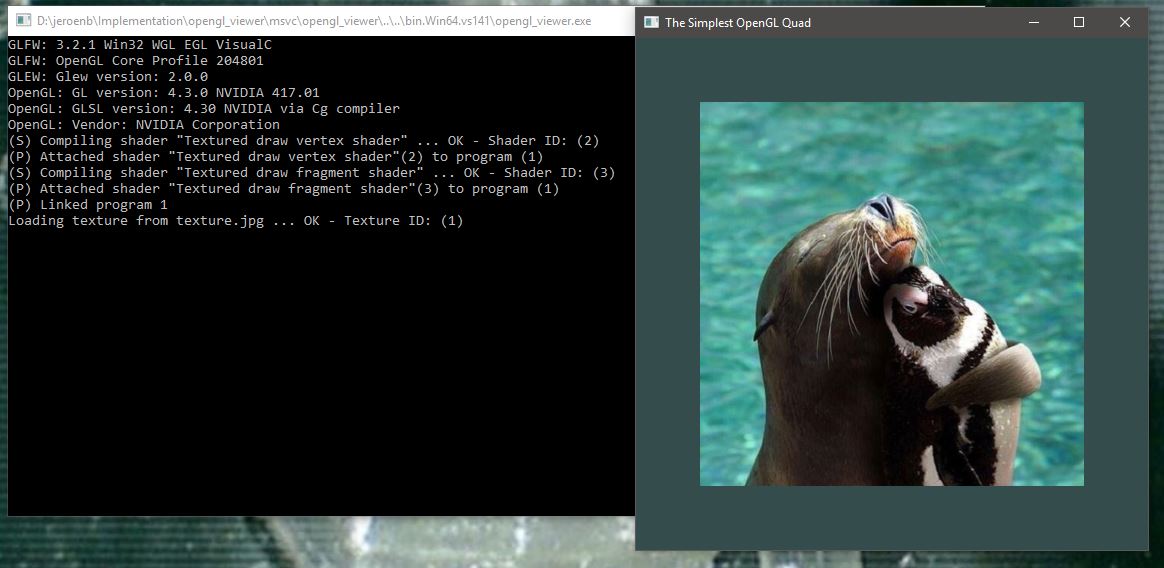 D:\jeroenb\Implementation\opengl_viewer\msvc\opengl_viewer\..\..\bin.Win64.vs141\opengl_viewer.exe
GLFW: 3.2.1 Win32 WGL EGL VisualC
GLFW: OpenGL Core Profile 204801
GLEW: Glew version: 2.0.0
OpenGL: GL version: 4.3.0 NVIDIA 417.01
OpenGL: GLSL version: 4.30 NVIDIA via Cg compiler
OpenGL: Vendor: NVIDIA Corporation
(S) Compiling shader "Textured draw vertex shader" ... OK - Shader ID: (2)
(P) Attached shader "Textured draw vertex shader"(2) to program (1)
(S) Compiling shader "Textured draw fragment shader" ... OK - Shader ID: (3)
(P) Attached shader "Textured draw fragment shader"(3) to program (1)
(P) Linked program 1
Loading texture from texture.jpg ... OK - Texture ID: (1)
The Simplest OpenGL Quad